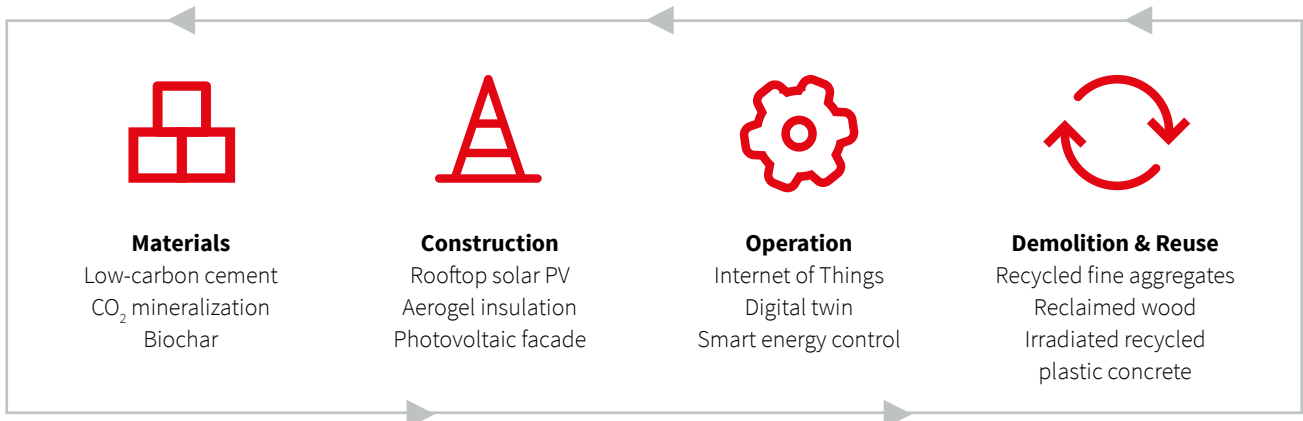 Materials
Low-carbon cement
CO₂ mineralization
Biochar
Construction
Rooftop solar PV
Aerogel insulation
Photovoltaic facade
Operation
Internet of Things
Digital twin
Smart energy control
Demolition & Reuse
Recycled fine aggregates
Reclaimed wood
Irradiated recycled
plastic concrete